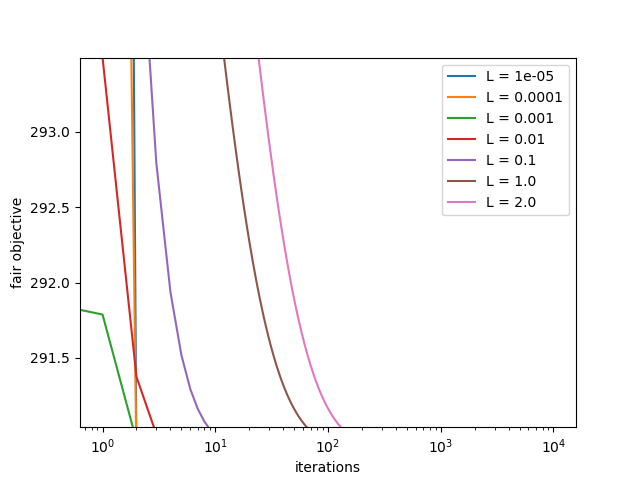 L = 1e-05
L = 0.0001
L = 0.001
L = 0.01
L = 0.1
L = 1.0
L = 2.0
fair objective
293.0
292.5
292.0
291.5
10⁰ 10¹ 10² 10³ 10⁴
iterations